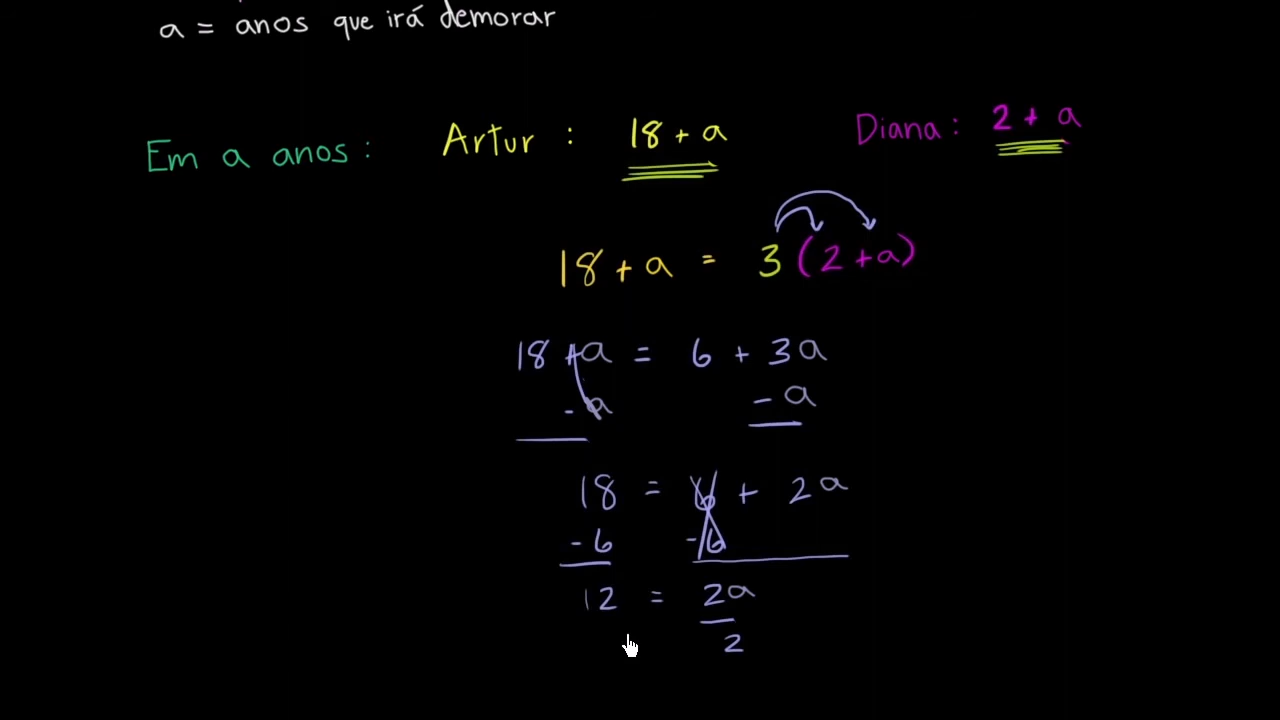 a = anos que irá demorar
Em a anos: Artur: 18 + a Diana: 2 + a
18 + a = 3(2 + a)
18 + a = 6 + 3a
- a - a
18 = 6 + 2a
- 6 - 6
12 = 2a
2